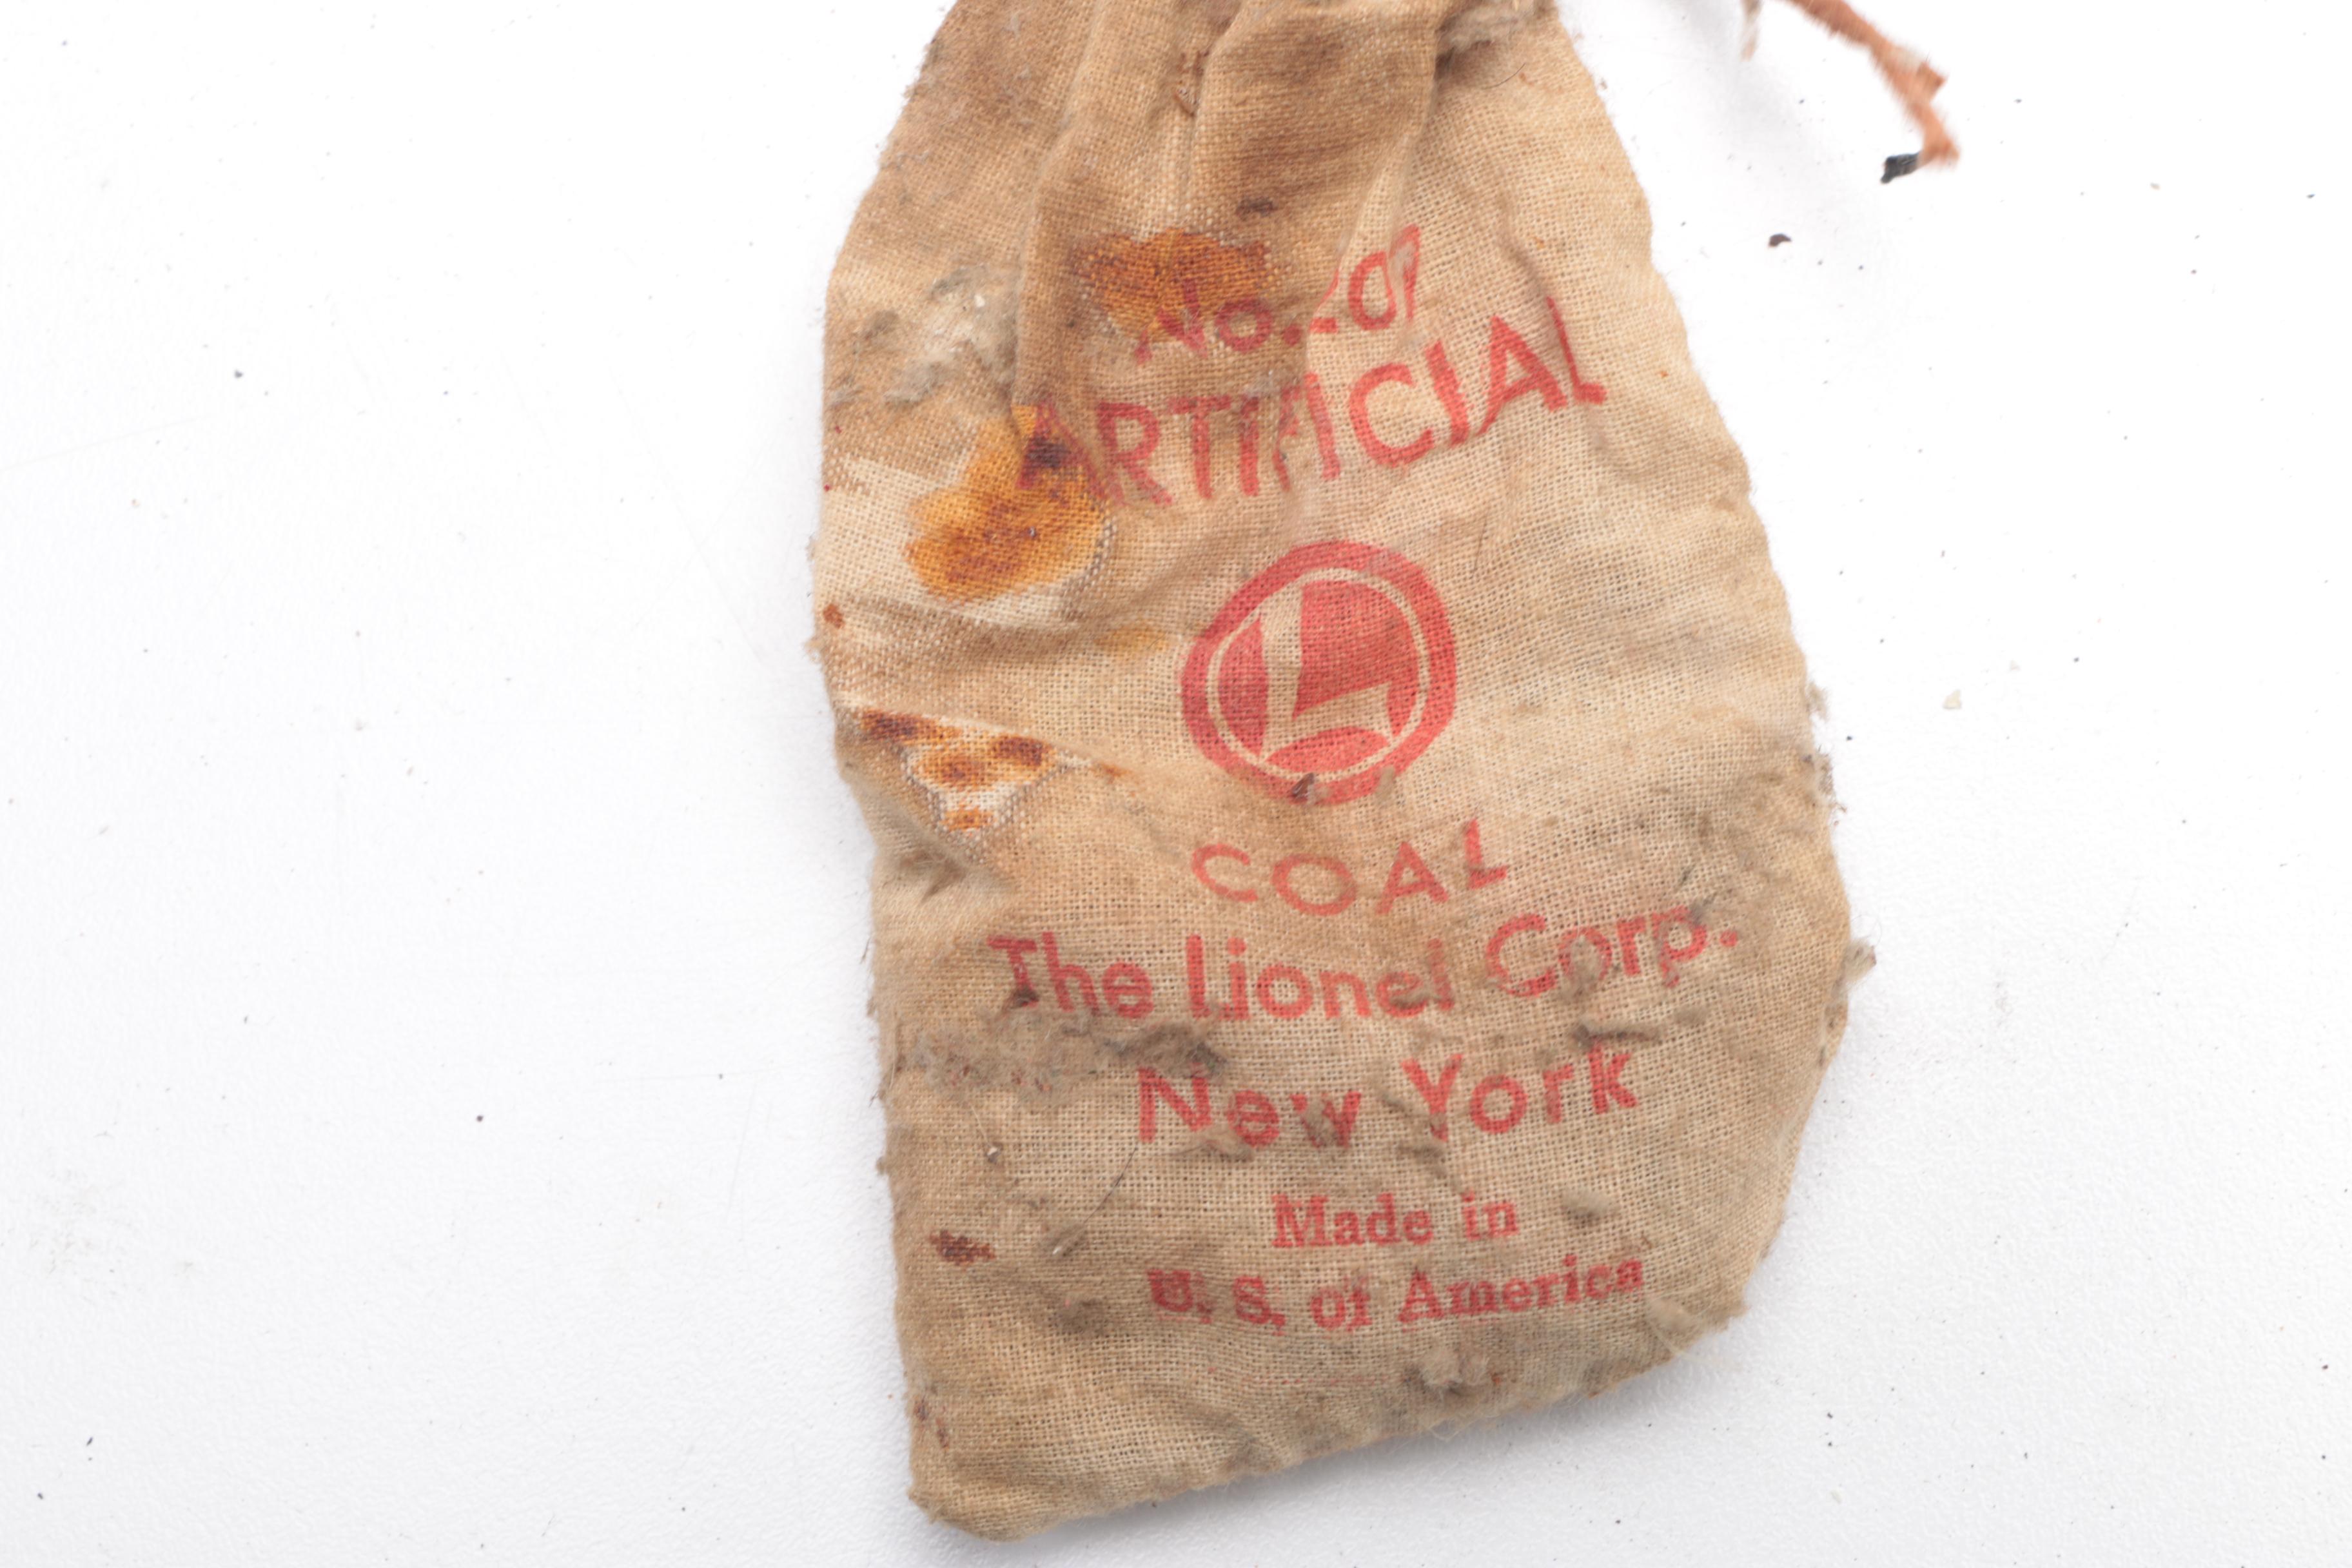 No. 207
ARTIFICIAL
L
COAL
The Lionel Corp.
New York
Made in
U. S. of America